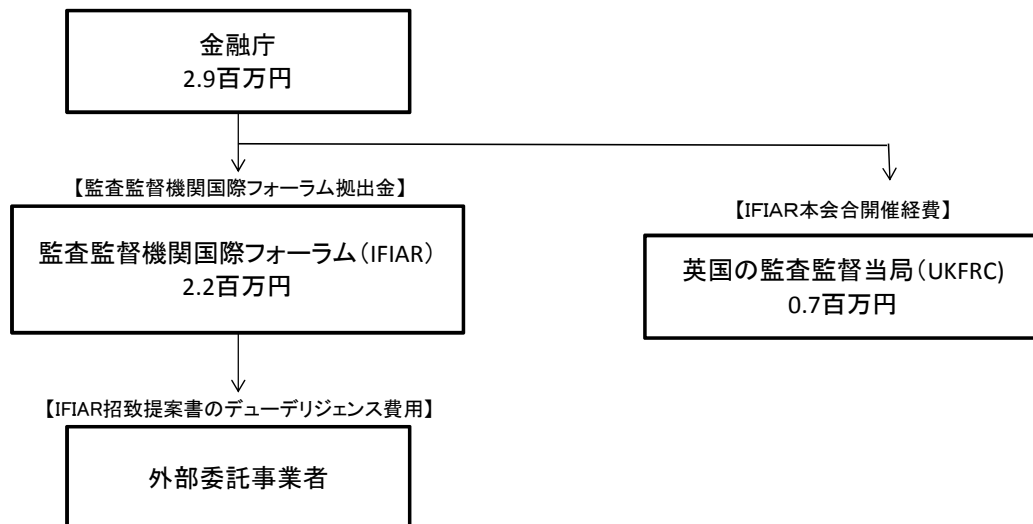 金融庁
2.9百万円
【監査監督機関国際フォーラム拠出金】
監査監督機関国際フォーラム（IFIAR）
2.2百万円
【IFIAR本会合開催経費】
英国の監査監督当局（UKFRC)
0.7百万円
【IFIAR招致提案書のデューデリジェンス費用】
外部委託事業者